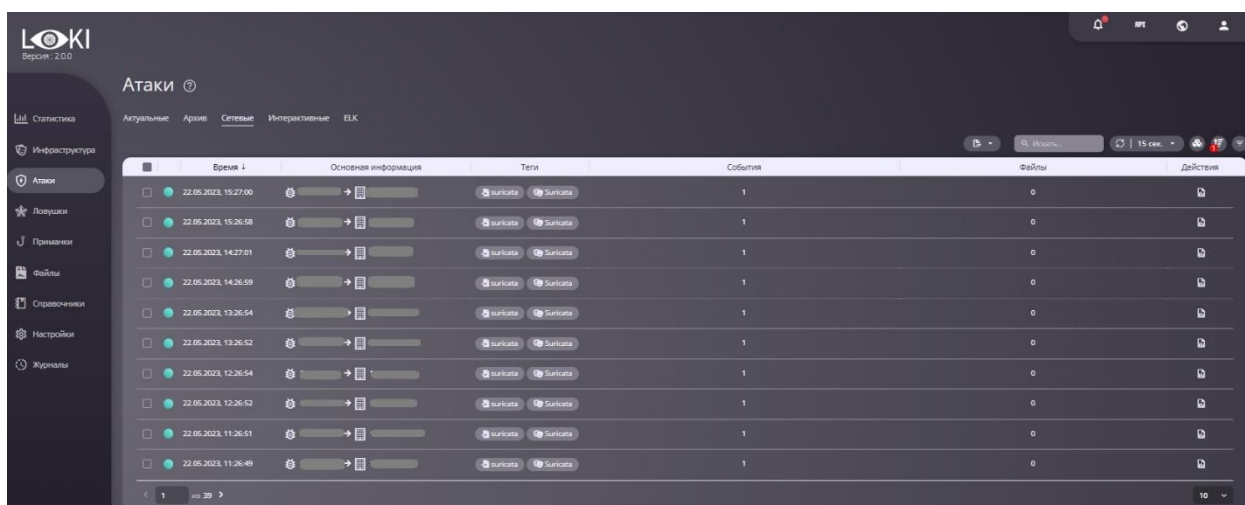 LOKI
Версия : 2.0.0
API
Атаки
Статистика
Инфраструктура
Атаки
Ловушки
Приманки
Файлы
Справочники
Настройки
Журналы
Актуальные Архив Сетевые Интерактивные ELK
Искать... 15 сек.
Время ↓ Основная информация Теги События Файлы Действия
22.05.2023, 15:27:00 → suricata Suricata 1 0
22.05.2023, 15:26:58 → suricata Suricata 1 0
22.05.2023, 14:27:01 → suricata Suricata 1 0
22.05.2023, 14:26:59 → suricata Suricata 1 0
22.05.2023, 13:26:54 → suricata Suricata 1 0
22.05.2023, 13:26:52 → suricata Suricata 1 0
22.05.2023, 12:26:54 → suricata Suricata 1 0
22.05.2023, 12:26:52 → suricata Suricata 1 0
22.05.2023, 11:26:51 → suricata Suricata 1 0
22.05.2023, 11:26:49 → suricata Suricata 1 0
< 1 из 39 > 10